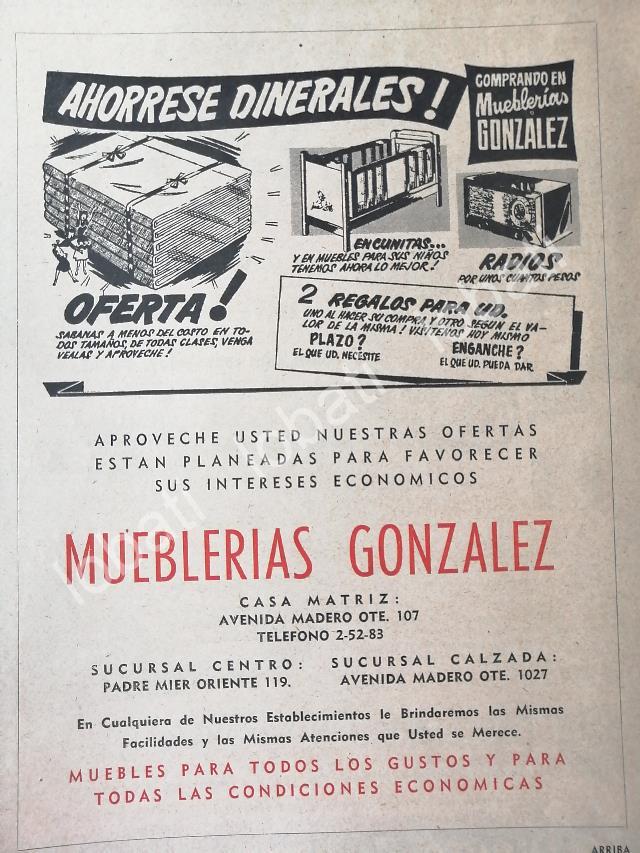 AHORRESE DINERALES!
COMPRANDO EN
Mueblerías
GONZALEZ
EN CUNITAS...
Y EN MUEBLES PARA SUS NIÑOS
TENEMOS AHORA LO MEJOR!
RADIOS
POR UNOS CUANTOS PESOS
OFERTA!
SABANAS A MENOS DEL COSTO EN TO-
DOS TAMAÑOS, DE TODAS CLASES, VENGA
VEALAS Y APROVECHE!
2 REGALOS PARA UD.
UNO AL HACER SU COMPRA Y OTRO SEGUN EL VA-
LOR DE LA MISMA! VISITENOS HOY MISMO
PLAZO?
EL QUE UD. NECESITE
ENGANCHE?
EL QUE UD. PUEDA DAR
APROVECHE USTED NUESTRAS OFERTAS
ESTAN PLANEADAS PARA FAVORECER
SUS INTERESES ECONOMICOS
MUEBLERIAS GONZALEZ
CASA MATRIZ:
AVENIDA MADERO OTE. 107
TELEFONO 2-52-83
SUCURSAL CENTRO:
PADRE MIER ORIENTE 119.
SUCURSAL CALZADA:
AVENIDA MADERO OTE. 1027
En Cualquiera de Nuestros Establecimientos le Brindaremos las Mismas
Facilidades y las Mismas Atenciones que Usted se Merece.
MUEBLES PARA TODOS LOS GUSTOS Y PARA
TODAS LAS CONDICIONES ECONOMICAS
ARRIBA